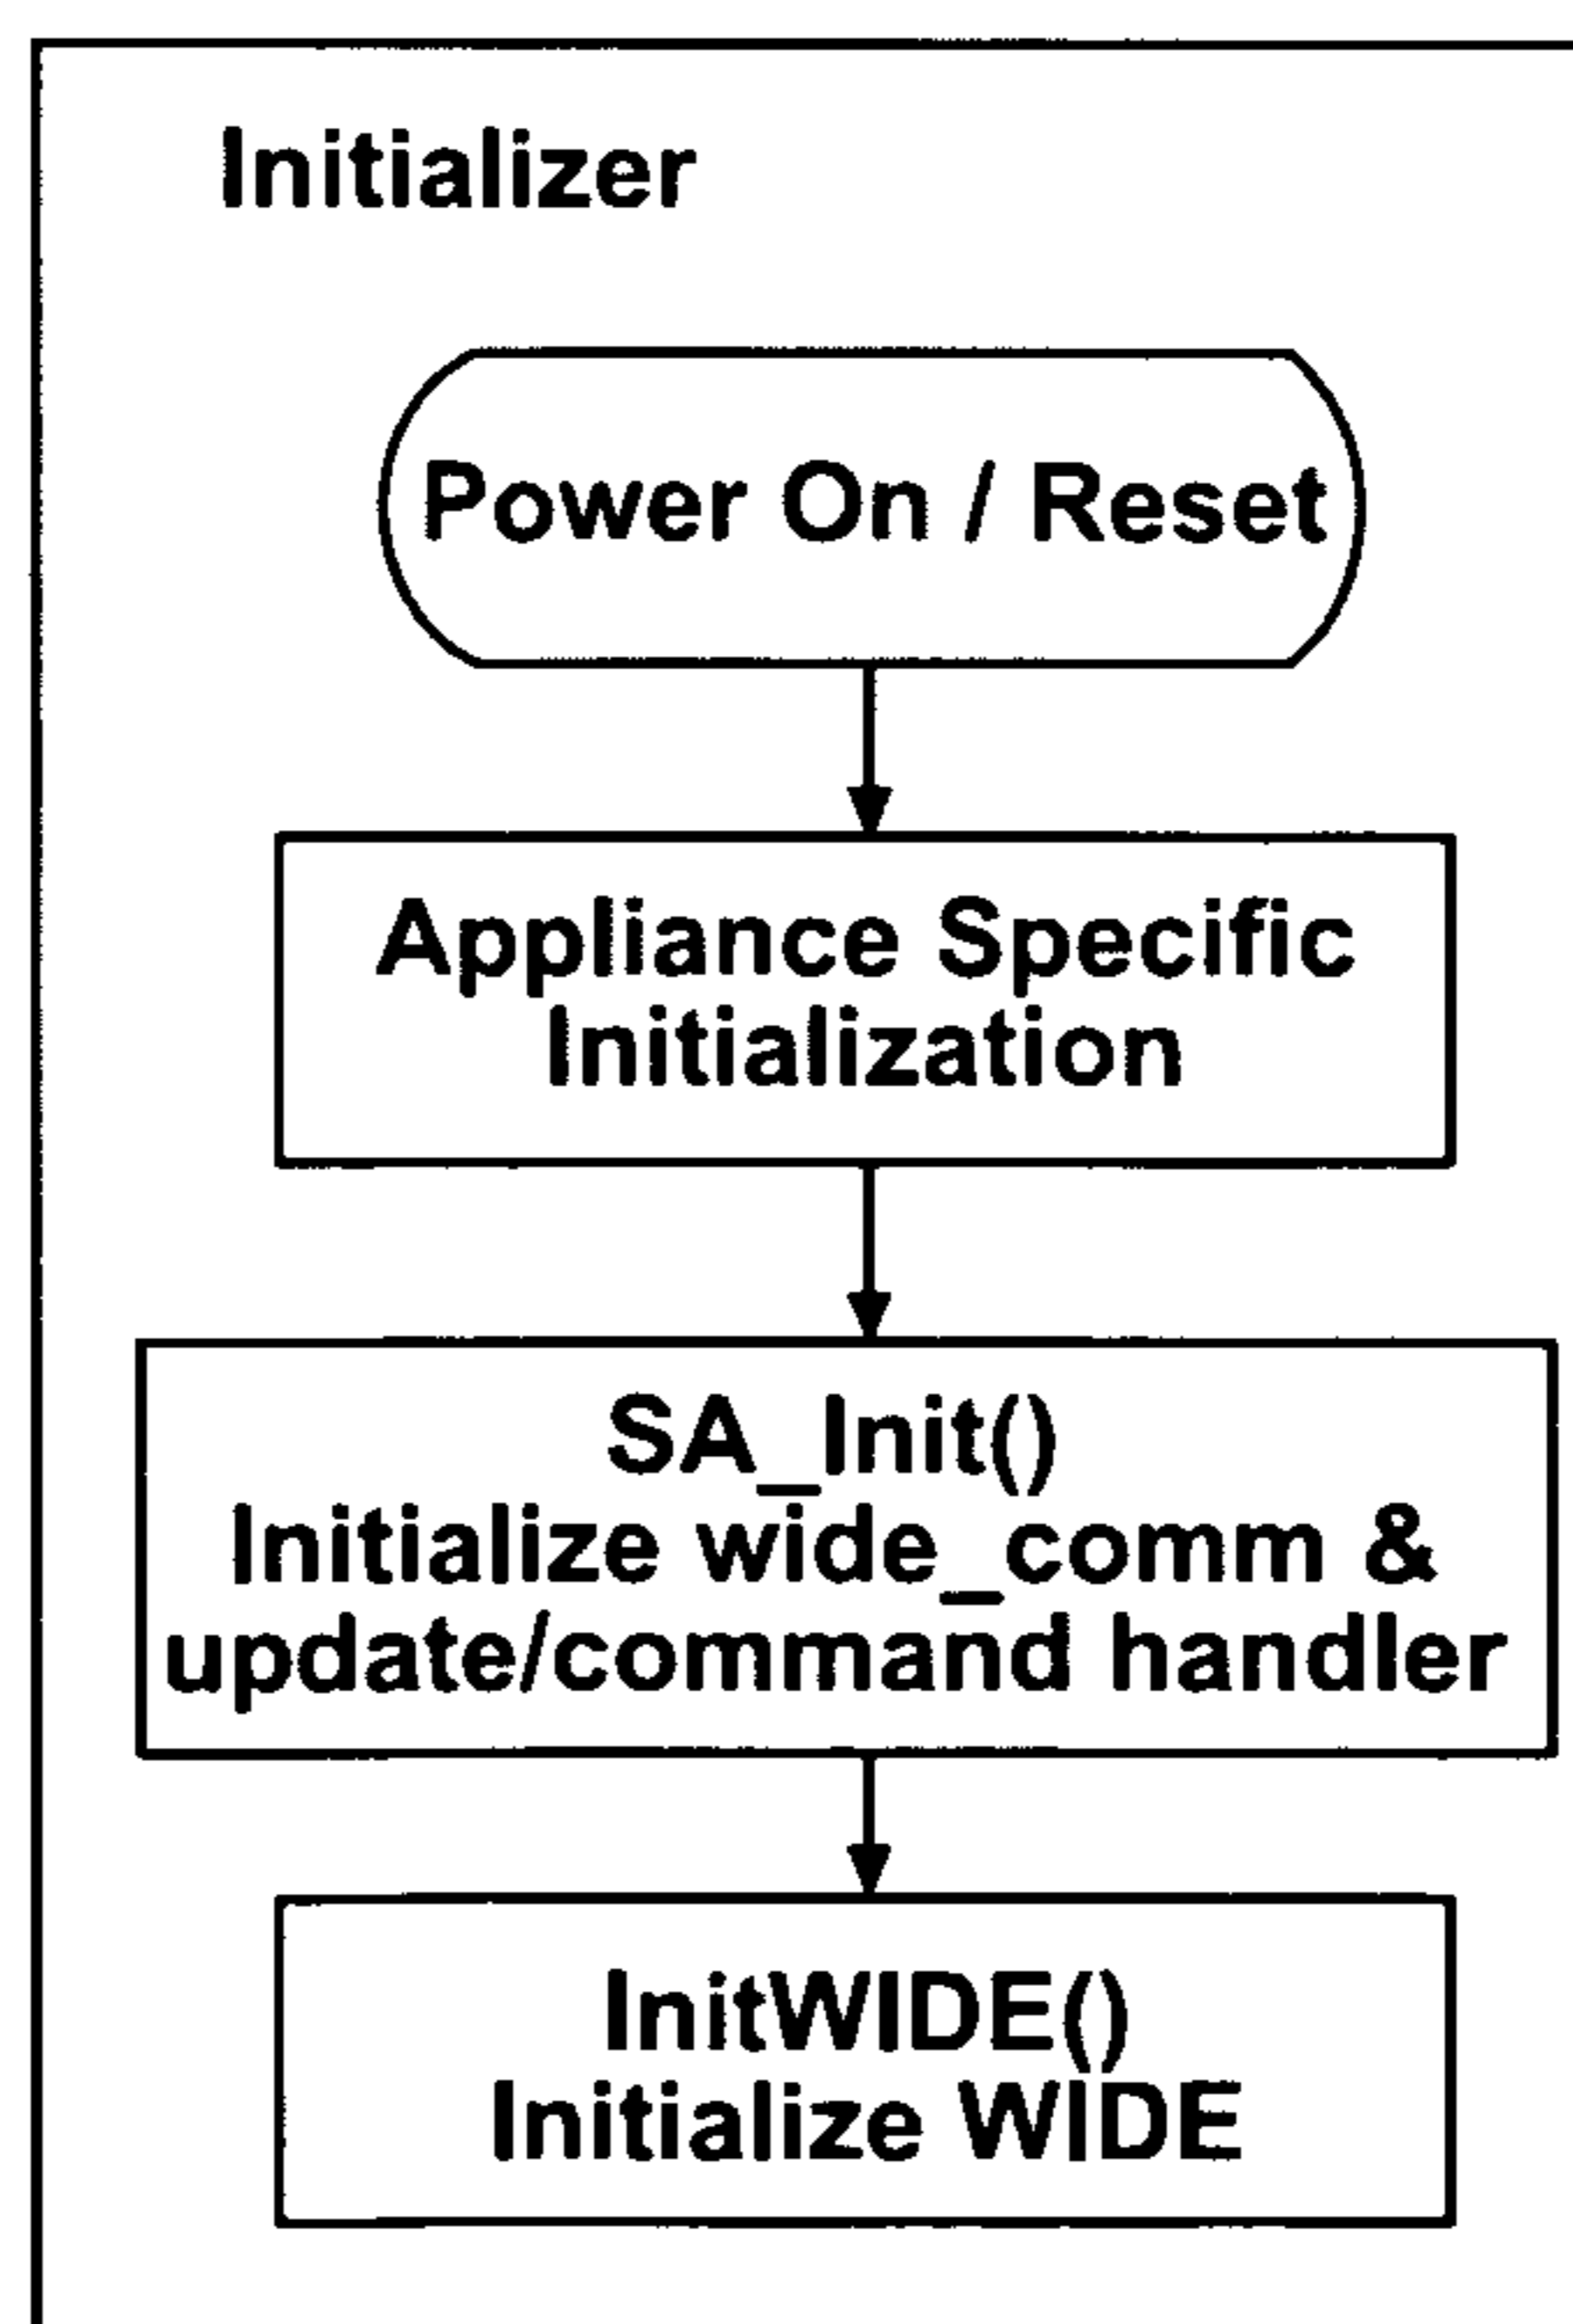 Initializer
Power On / Reset
Appliance Specific
Initialization
SA_Init()
Initialize wide_comm &
update/command handler
InitWIDE()
Initialize WIDE